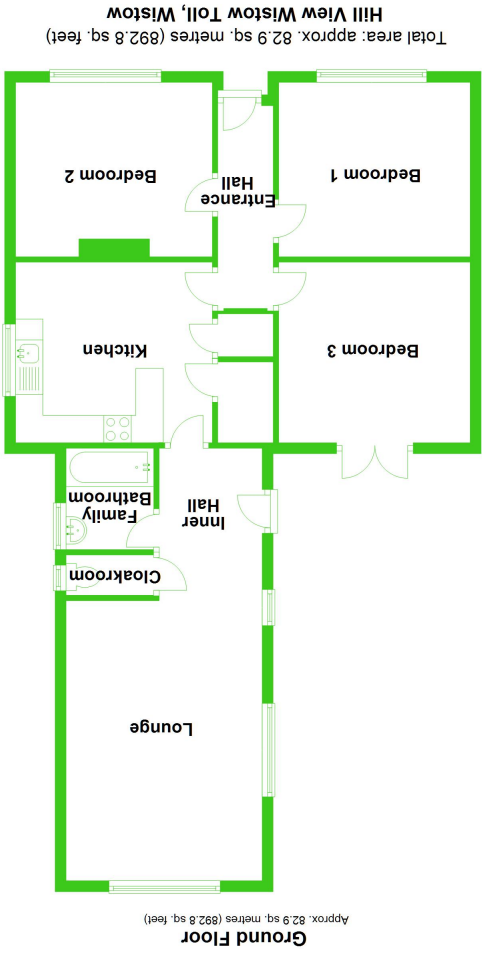 Ground Floor
Approx. 82.9 sq. metres (892.8 sq. feet)
Lounge
Cloakroom
Family
Bathroom
Inner
Hall
Kitchen
Bedroom 3
Entrance
Hall
Bedroom 2
Bedroom 1
Total area: approx. 82.9 sq. metres (892.8 sq. feet)
Hill View Wistow Toll, Wistow